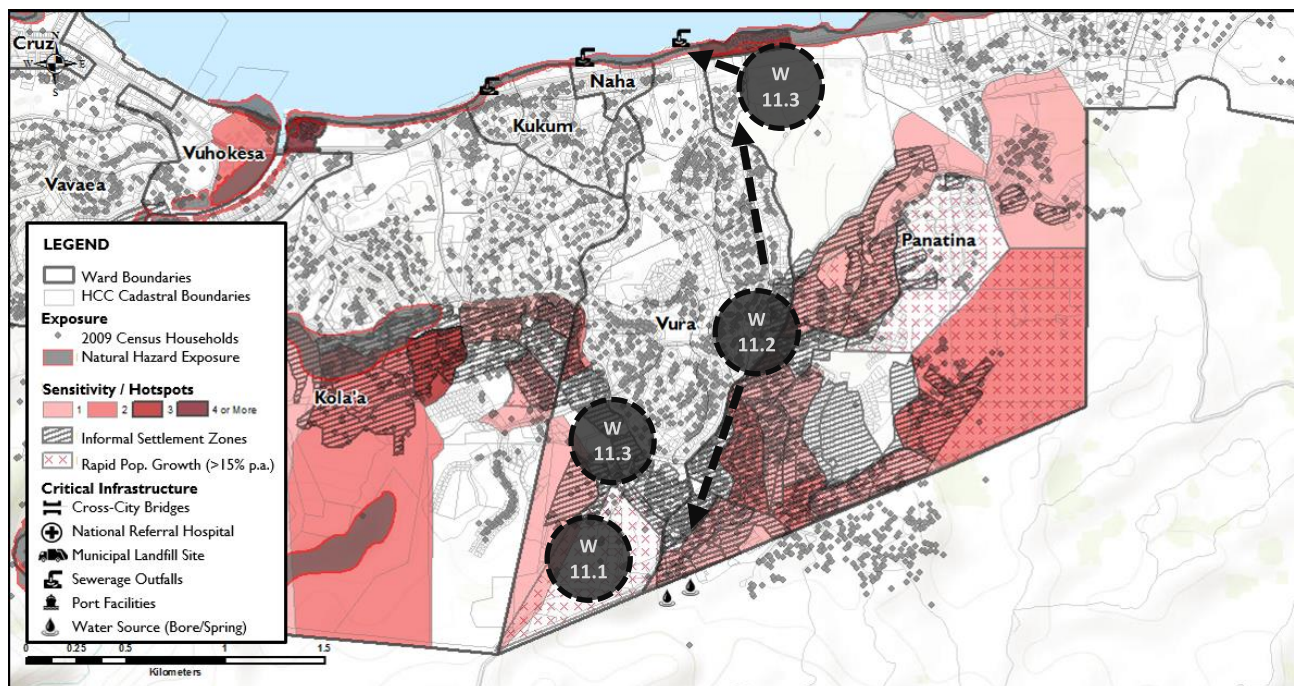 Cruz
N
W E
S
Naha
Kukum
Vuhokesa
Vavaea
W
11.3
Panatina
Vura
W
11.2
Kola'a
W
11.3
W
11.1
LEGEND
Ward Boundaries
HCC Cadastral Boundaries
Exposure
2009 Census Households
Natural Hazard Exposure
Sensitivity / Hotspots
1 2 3 4 or More
Informal Settlement Zones
Rapid Pop. Growth (>15% p.a.)
Critical Infrastructure
Cross-City Bridges
National Referral Hospital
Municipal Landfill Site
Sewerage Outfalls
Port Facilities
Water Source (Bore/Spring)
0 0.25 0.5 1 1.5
Kilometers